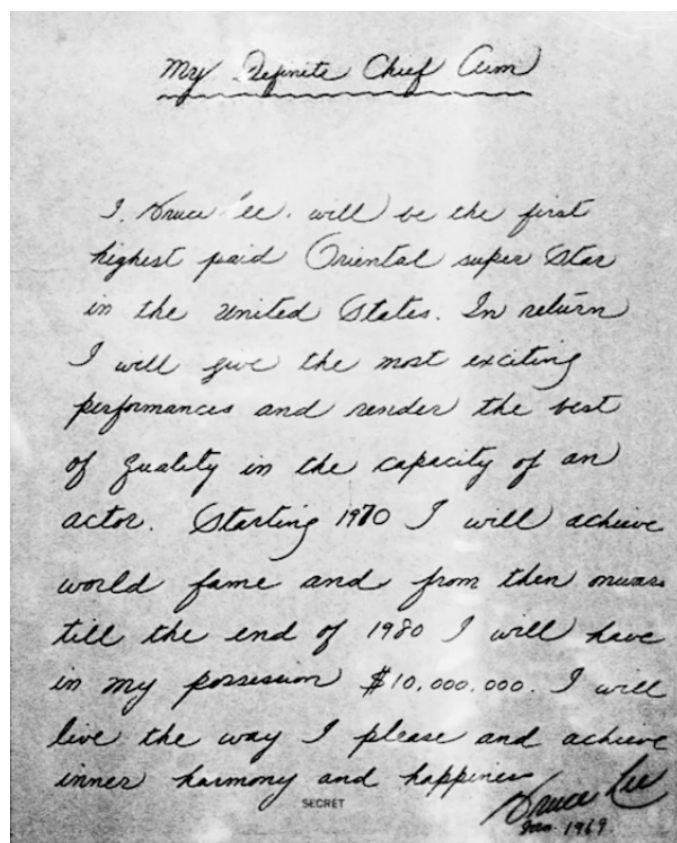 My Definite Chief Aim
I, Bruce Lee, will be the first
highest paid Oriental super Star
in the United States. In return
I will give the most exciting
performances and render the best
of quality in the capacity of an
actor. Starting 1970 I will achieve
world fame and from then onward
till the end of 1980 I will have
in my possession $10,000,000. I will
live the way I please and achieve
inner harmony and happiness
SECRET
Bruce Lee
Jan. 1969